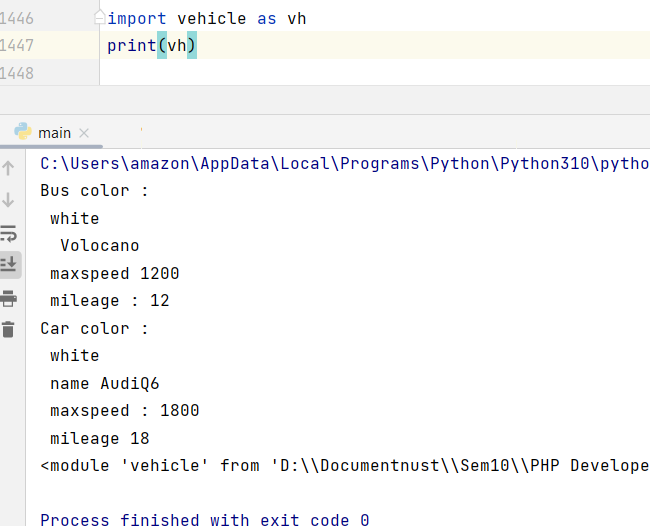 1446 import vehicle as vh
1447 print(vh)
1448
main
C:\Users\amazon\AppData\Local\Programs\Python\Python310\pytho
Bus color :
white
Volocano
maxspeed 1200
mileage : 12
Car color :
white
name AudiQ6
maxspeed : 1800
mileage 18
<module 'vehicle' from 'D:\\Documentnust\\Sem10\\PHP Develope
Process finished with exit code 0